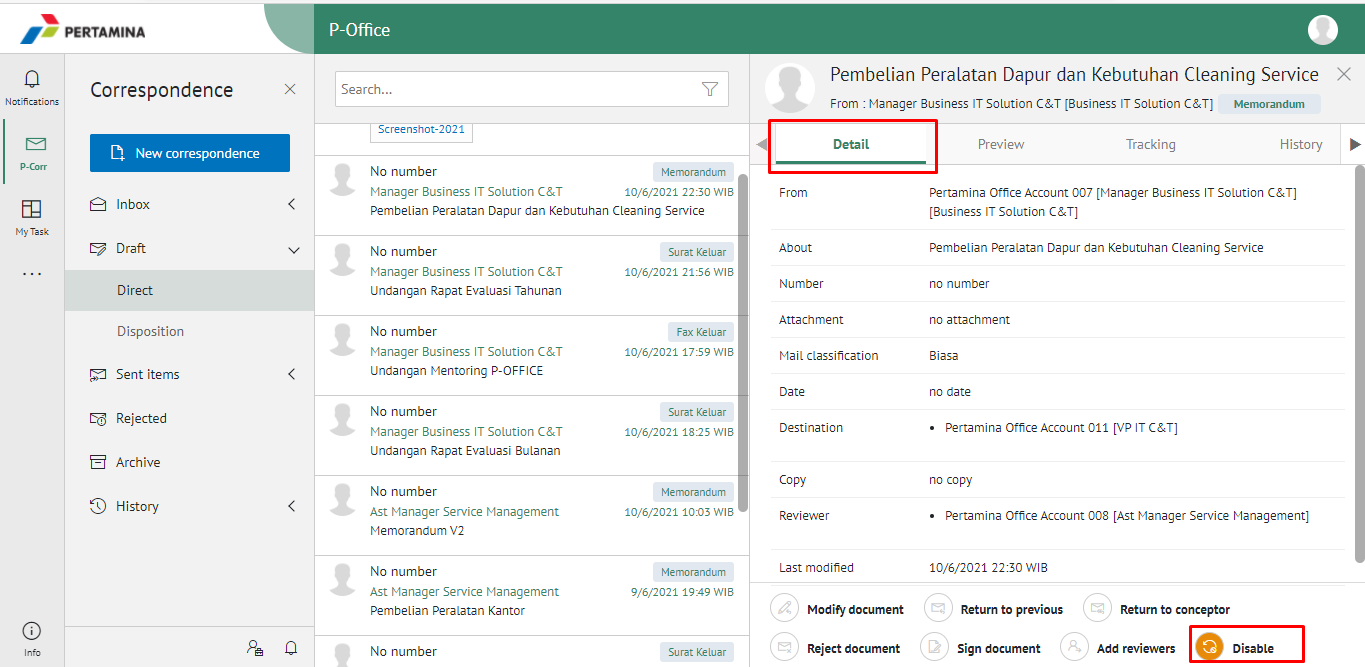 PERTAMINA
P-Office
Notifications
P-Corr
My Task
...
Info
Correspondence
New correspondence
Inbox
Draft
Direct
Disposition
Sent items
Rejected
Archive
History
Search...
Screenshot-2021
No number
Memorandum
Manager Business IT Solution C&T
10/6/2021 22:30 WIB
Pembelian Peralatan Dapur dan Kebutuhan Cleaning Service
No number
Surat Keluar
Manager Business IT Solution C&T
10/6/2021 21:56 WIB
Undangan Rapat Evaluasi Tahunan
No number
Fax Keluar
Manager Business IT Solution C&T
10/6/2021 17:59 WIB
Undangan Mentoring P-OFFICE
No number
Surat Keluar
Manager Business IT Solution C&T
10/6/2021 18:25 WIB
Undangan Rapat Evaluasi Bulanan
No number
Memorandum
Ast Manager Service Management
10/6/2021 10:03 WIB
Memorandum V2
No number
Memorandum
Ast Manager Service Management
9/6/2021 19:49 WIB
Pembelian Peralatan Kantor
No number
Surat Keluar
Pembelian Peralatan Dapur dan Kebutuhan Cleaning Service
From : Manager Business IT Solution C&T [Business IT Solution C&T]
Memorandum
Detail
Preview
Tracking
History
From
Pertamina Office Account 007 [Manager Business IT Solution C&T]
[Business IT Solution C&T]
About
Pembelian Peralatan Dapur dan Kebutuhan Cleaning Service
Number
no number
Attachment
no attachment
Mail classification
Biasa
Date
no date
Destination
• Pertamina Office Account 011 [VP IT C&T]
Copy
no copy
Reviewer
• Pertamina Office Account 008 [Ast Manager Service Management]
Last modified
10/6/2021 22:30 WIB
Modify document
Return to previous
Return to conceptor
Reject document
Sign document
Add reviewers
Disable